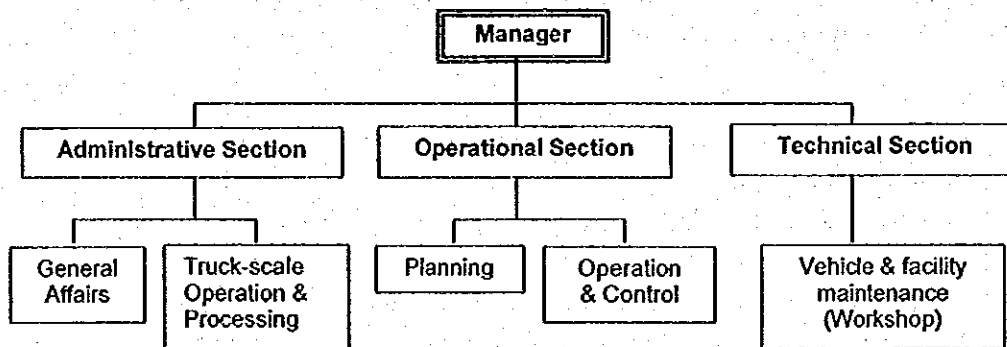 Manager
Administrative Section
Operational Section
Technical Section
General
Affairs
Truck-scale
Operation &
Processing
Planning
Operation
& Control
Vehicle & facility
maintenance
(Workshop)